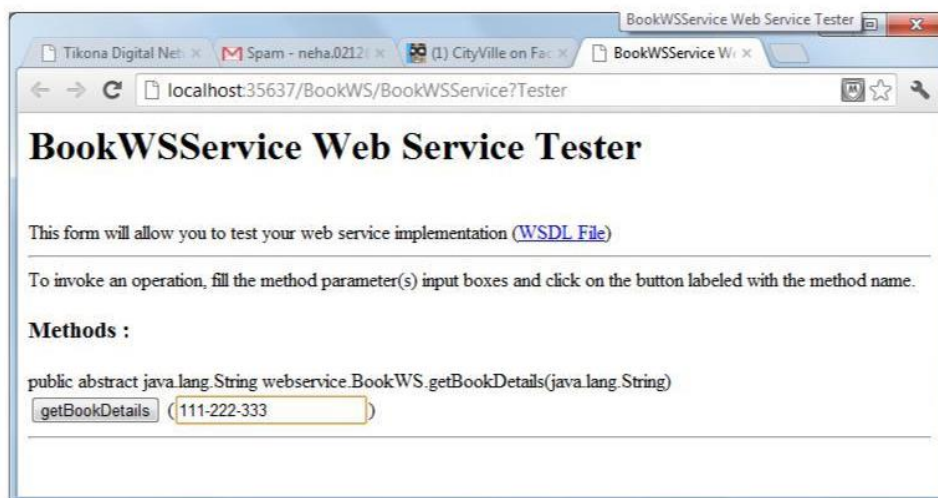 BookWSService Web Service Tester
Tikona Digital Net
Spam - neha.0212
(1) CityVille on Fac
BookWSService We
localhost:35637/BookWS/BookWSService?Tester
BookWSService Web Service Tester
This form will allow you to test your web service implementation (WSDL File)
To invoke an operation, fill the method parameter(s) input boxes and click on the button labeled with the method name.
Methods :
public abstract java.lang.String webservice.BookWS.getBookDetails(java.lang.String)
getBookDetails (111-222-333)